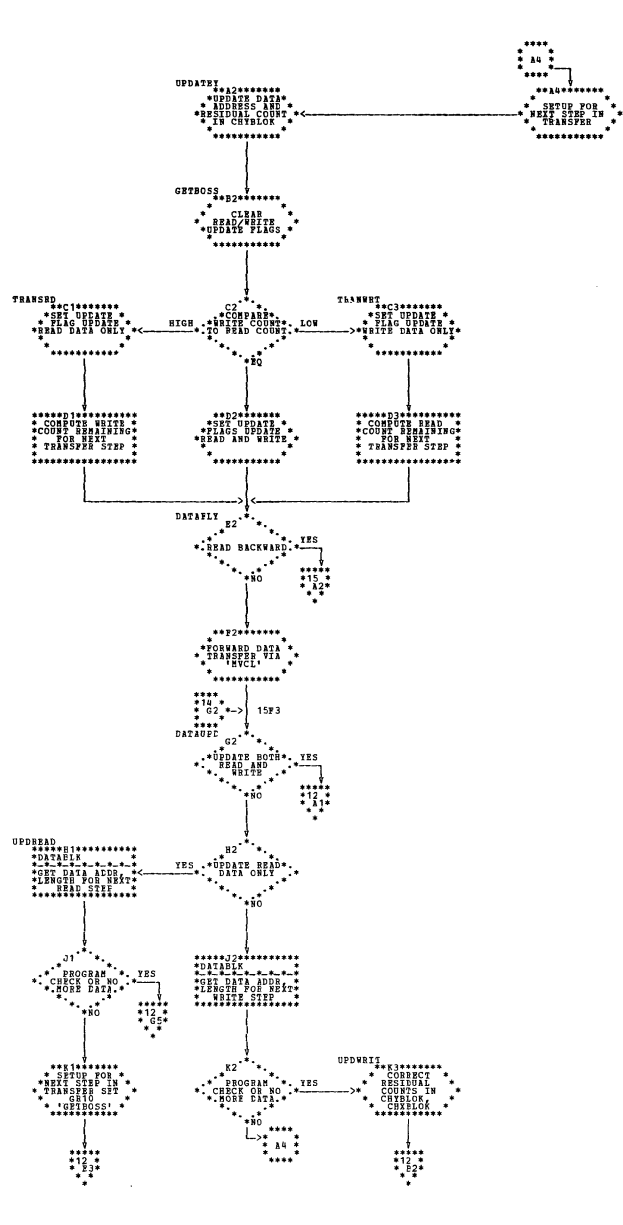 A4
UPDATEY
**A2*******
*UPDATE DATA
ADDRESS AND
*RESIDUAL COUNT *
IN CHYBLOK
***********
**A4*******
SETUP FOR
NEXT STEP IN
TRANSFER
***********
GETBOSS
**B2*******
CLEAR
READ/WRITE
*UPDATE FLAGS
***********
TRANSRD
**C1*******
*SET UPDATE
FLAG UPDATE
*READ DATA ONLY*
***********
HIGH
C2
*COMPARE
*WRITE COUNT
TO READ COUNT.
*EQ
LOW
TRANWRT
**C3*******
*SET UPDATE
FLAG UPDATE
*WRITE DATA ONLY*
***********
*****D1**********
* COMPUTE WRITE *
*COUNT REMAINING*
* FOR NEXT *
* TRANSFER STEP *
*****************
**D2*******
*SET UPDATE
*FLAGS UPDATE
READ AND WRITE
***********
*****D3**********
* COMPUTE READ *
*COUNT REMAINING*
* FOR NEXT *
* TRANSFER STEP *
*****************
DATAFLY
E2
READ BACKWARD
YES
*NO
*****
*15 *
* A2*
**F2*******
*FORWARD DATA
TRANSFER VIA
'MVCL'
***********
****
*14 *
* G2 *-> 15F3
****
DATAUPD
G2
*UPDATE BOTH
READ AND
WRITE
YES
*NO
*****
*12 *
* A1*
UPDREAD
*****H1**********
*DATABLK *
*-*-*-*-*-*-*-*-*
*GET DATA ADDR, *
*LENGTH FOR NEXT*
* READ STEP *
*****************
YES
H2
*UPDATE READ
DATA ONLY
*NO
J1
PROGRAM
CHECK OR NO
.MORE DATA.
YES
*NO
*****
*12 *
* G5*
*****J2**********
*DATABLK *
*-*-*-*-*-*-*-*-*
*GET DATA ADDR, *
*LENGTH FOR NEXT*
* WRITE STEP *
*****************
**K1*******
SETUP FOR
*NEXT STEP IN
TRANSFER SET
GR10
'GETBOSS'
***********
K2
PROGRAM
CHECK OR NO
.MORE DATA.
YES
*NO
UPDWRIT
**K3*******
CORRECT
RESIDUAL
COUNTS IN
CHYBLOK,
CHXBLOK
***********
A4
*****
*12 *
* E3*
*****
*12 *
* B2*